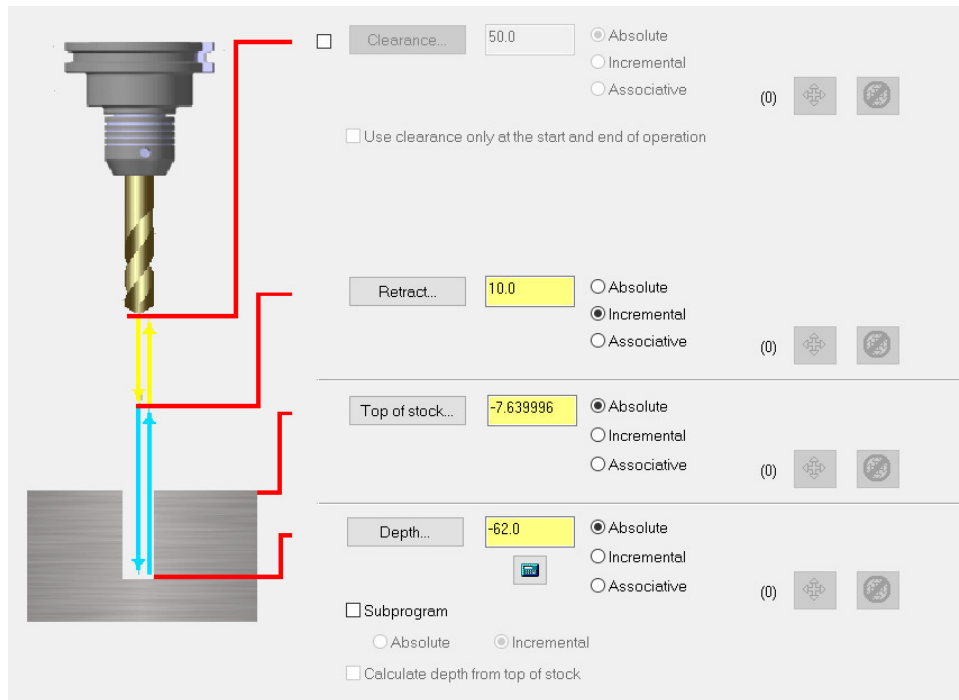 Clearance... 50.0 Absolute
Incremental
Associative
(0)
Use clearance only at the start and end of operation
Retract... 10.0 Absolute
Incremental
Associative
(0)
Top of stock... -7.639996 Absolute
Incremental
Associative
(0)
Depth... -62.0 Absolute
Incremental
Associative
(0)
Subprogram
Absolute Incremental
Calculate depth from top of stock